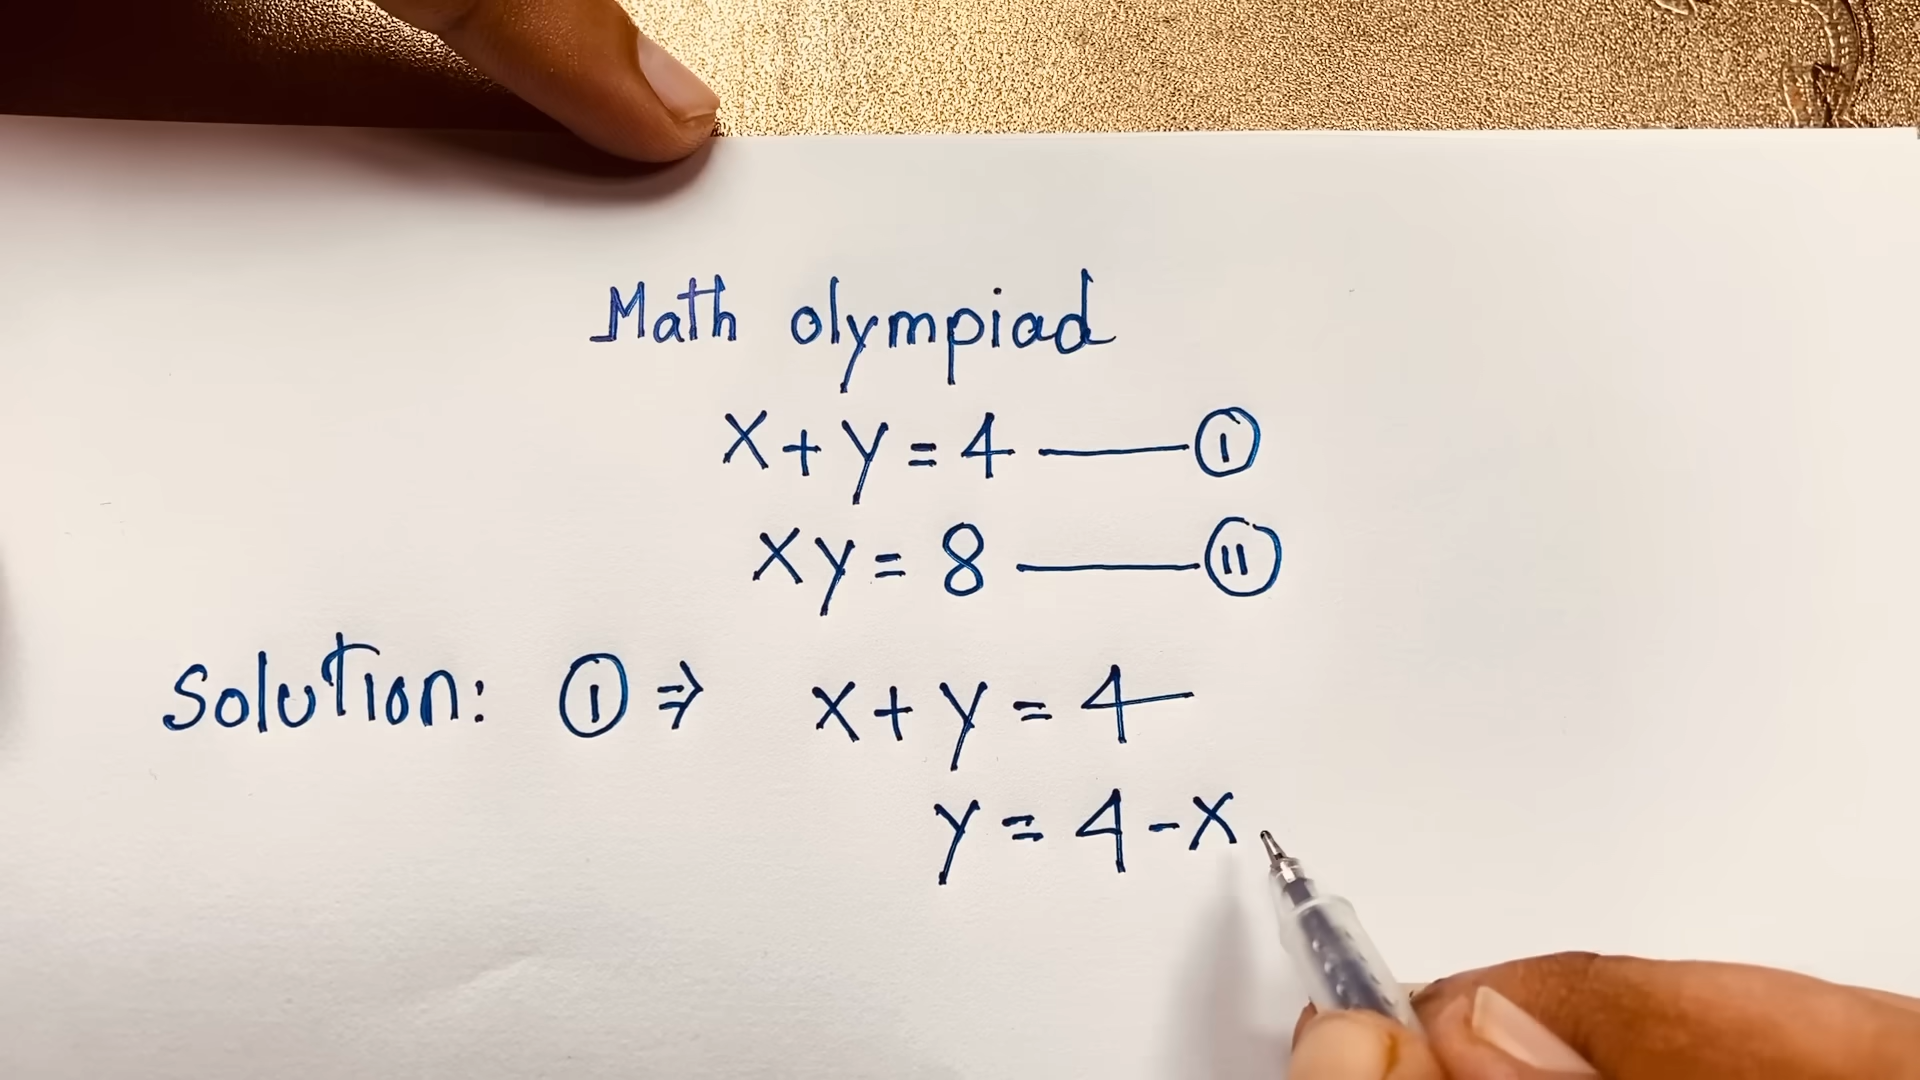 Math olympiad
x+y=4 —— ①
xy=8 —— ⑪
Solution: ① ⇒ x+y=4
y=4-x